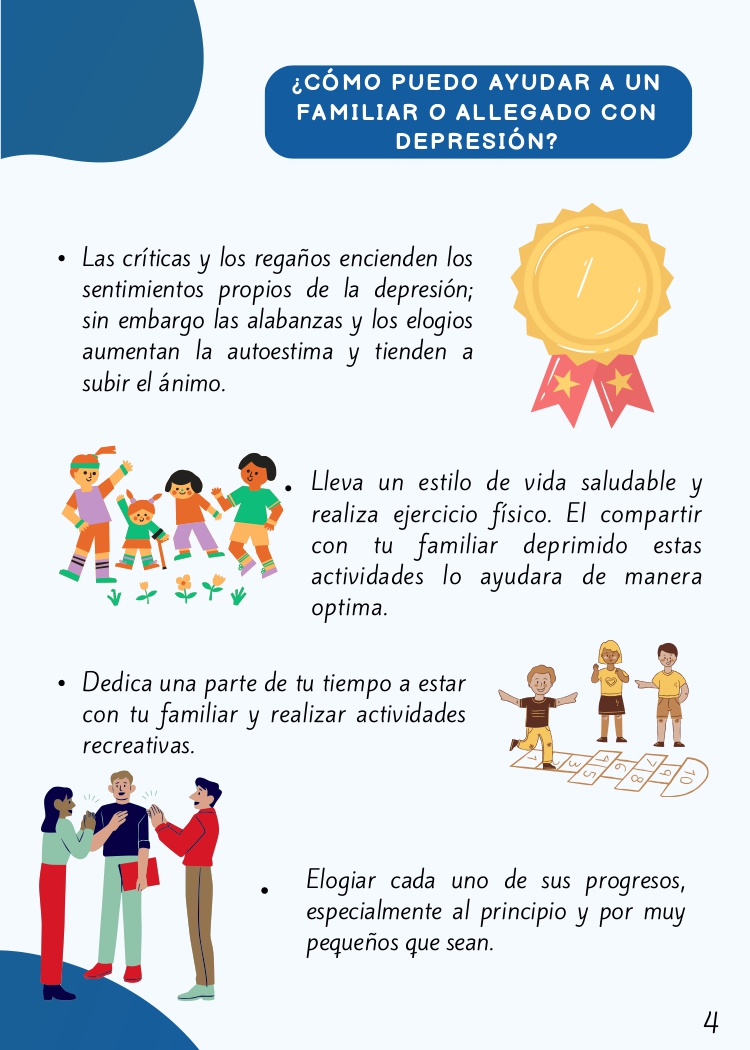 ¿CÓMO PUEDO AYUDAR A UN
FAMILIAR O ALLEGADO CON
DEPRESIÓN?
• Las críticas y los regaños encienden los
sentimientos propios de la depresión;
sin embargo las alabanzas y los elogios
aumentan la autoestima y tienden a
subir el ánimo.
• Lleva un estilo de vida saludable y
realiza ejercicio físico. El compartir
con tu familiar deprimido estas
actividades lo ayudara de manera
optima.
• Dedica una parte de tu tiempo a estar
con tu familiar y realizar actividades
recreativas.
1 3 4 5 6 7 8 9 10
• Elogiar cada uno de sus progresos,
especialmente al principio y por muy
pequeños que sean.
4